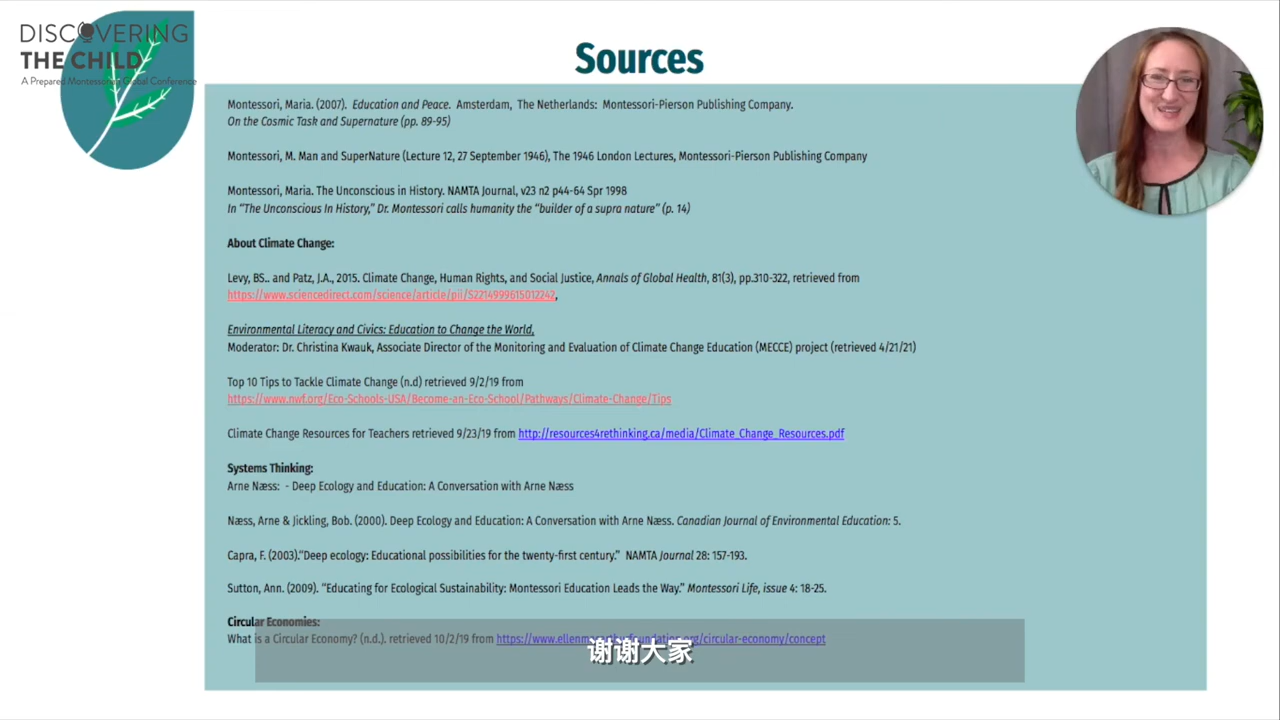 DISCOVERING
THE CHILD
A Prepared Montessorian Global Conference
Sources
Montessori, Maria. (2007). Education and Peace. Amsterdam, The Netherlands: Montessori-Pierson Publishing Company.
On the Cosmic Task and Supernature (pp. 89-95)
Montessori, M. Man and SuperNature (Lecture 12, 27 September 1946), The 1946 London Lectures, Montessori-Pierson Publishing Company
Montessori, Maria. The Unconscious in History. NAMTA Journal, v23 n2 p44-64 Spr 1998
In “The Unconscious In History,” Dr. Montessori calls humanity the “builder of a supra nature” (p. 14)
About Climate Change:
Levy, BS.. and Patz, J.A., 2015. Climate Change, Human Rights, and Social Justice, Annals of Global Health, 81(3), pp.310-322, retrieved from
https://www.sciencedirect.com/science/article/pii/S2214999615012242,
Environmental Literacy and Civics: Education to Change the World,
Moderator: Dr. Christina Kwauk, Associate Director of the Monitoring and Evaluation of Climate Change Education (MECCE) project (retrieved 4/21/21)
Top 10 Tips to Tackle Climate Change (n.d) retrieved 9/2/19 from
https://www.nwf.org/Eco-Schools-USA/Become-an-Eco-School/Pathways/Climate-Change/Tips
Climate Change Resources for Teachers retrieved 9/23/19 from http://resources4rethinking.ca/media/Climate_Change_Resources.pdf
Systems Thinking:
Arne Næss: - Deep Ecology and Education: A Conversation with Arne Næss
Næss, Arne & Jickling, Bob. (2000). Deep Ecology and Education: A Conversation with Arne Næss. Canadian Journal of Environmental Education: 5.
Capra, F. (2003).“Deep ecology: Educational possibilities for the twenty-first century.” NAMTA Journal 28: 157-193.
Sutton, Ann. (2009). “Educating for Ecological Sustainability: Montessori Education Leads the Way.” Montessori Life, issue 4: 18-25.
Circular Economies:
What is a Circular Economy? (n.d.). retrieved 10/2/19 from https://www.ellenmacarthurfoundation.org/circular-economy/concept
谢谢大家